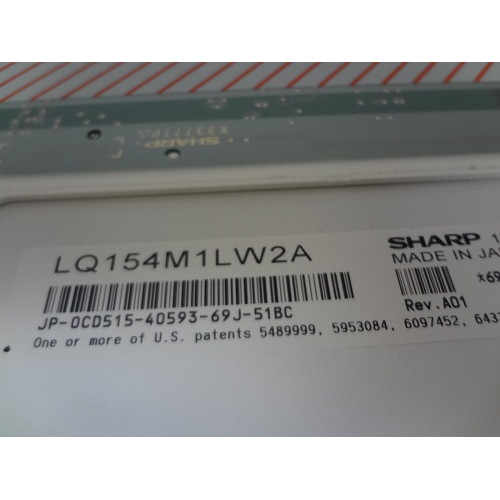 SHARP
LQ154M1LW2A
SHARP
MADE IN
JP-0CD515-40593-69J-51BC
Rev.A01
One or more of U.S. patents 5489999, 5953084, 6097452,